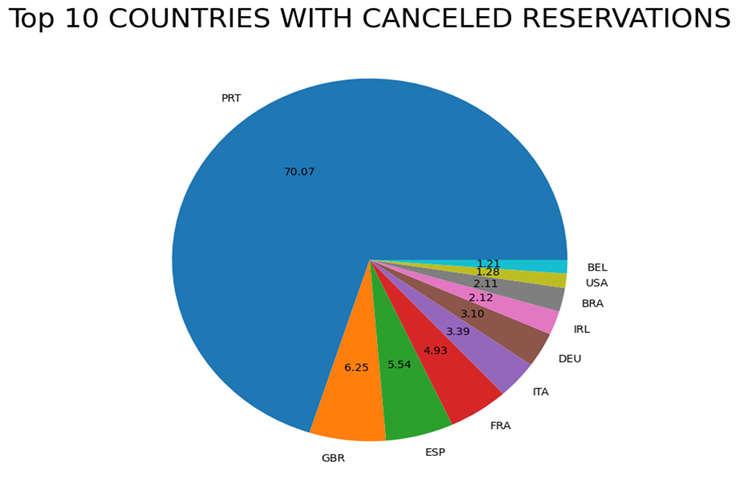 Top 10 COUNTRIES WITH CANCELED RESERVATIONS
PRT
70.07
1.21
BEL
1.28
USA
2.11
BRA
2.12
IRL
3.10
DEU
3.39
ITA
4.93
FRA
5.54
ESP
6.25
GBR